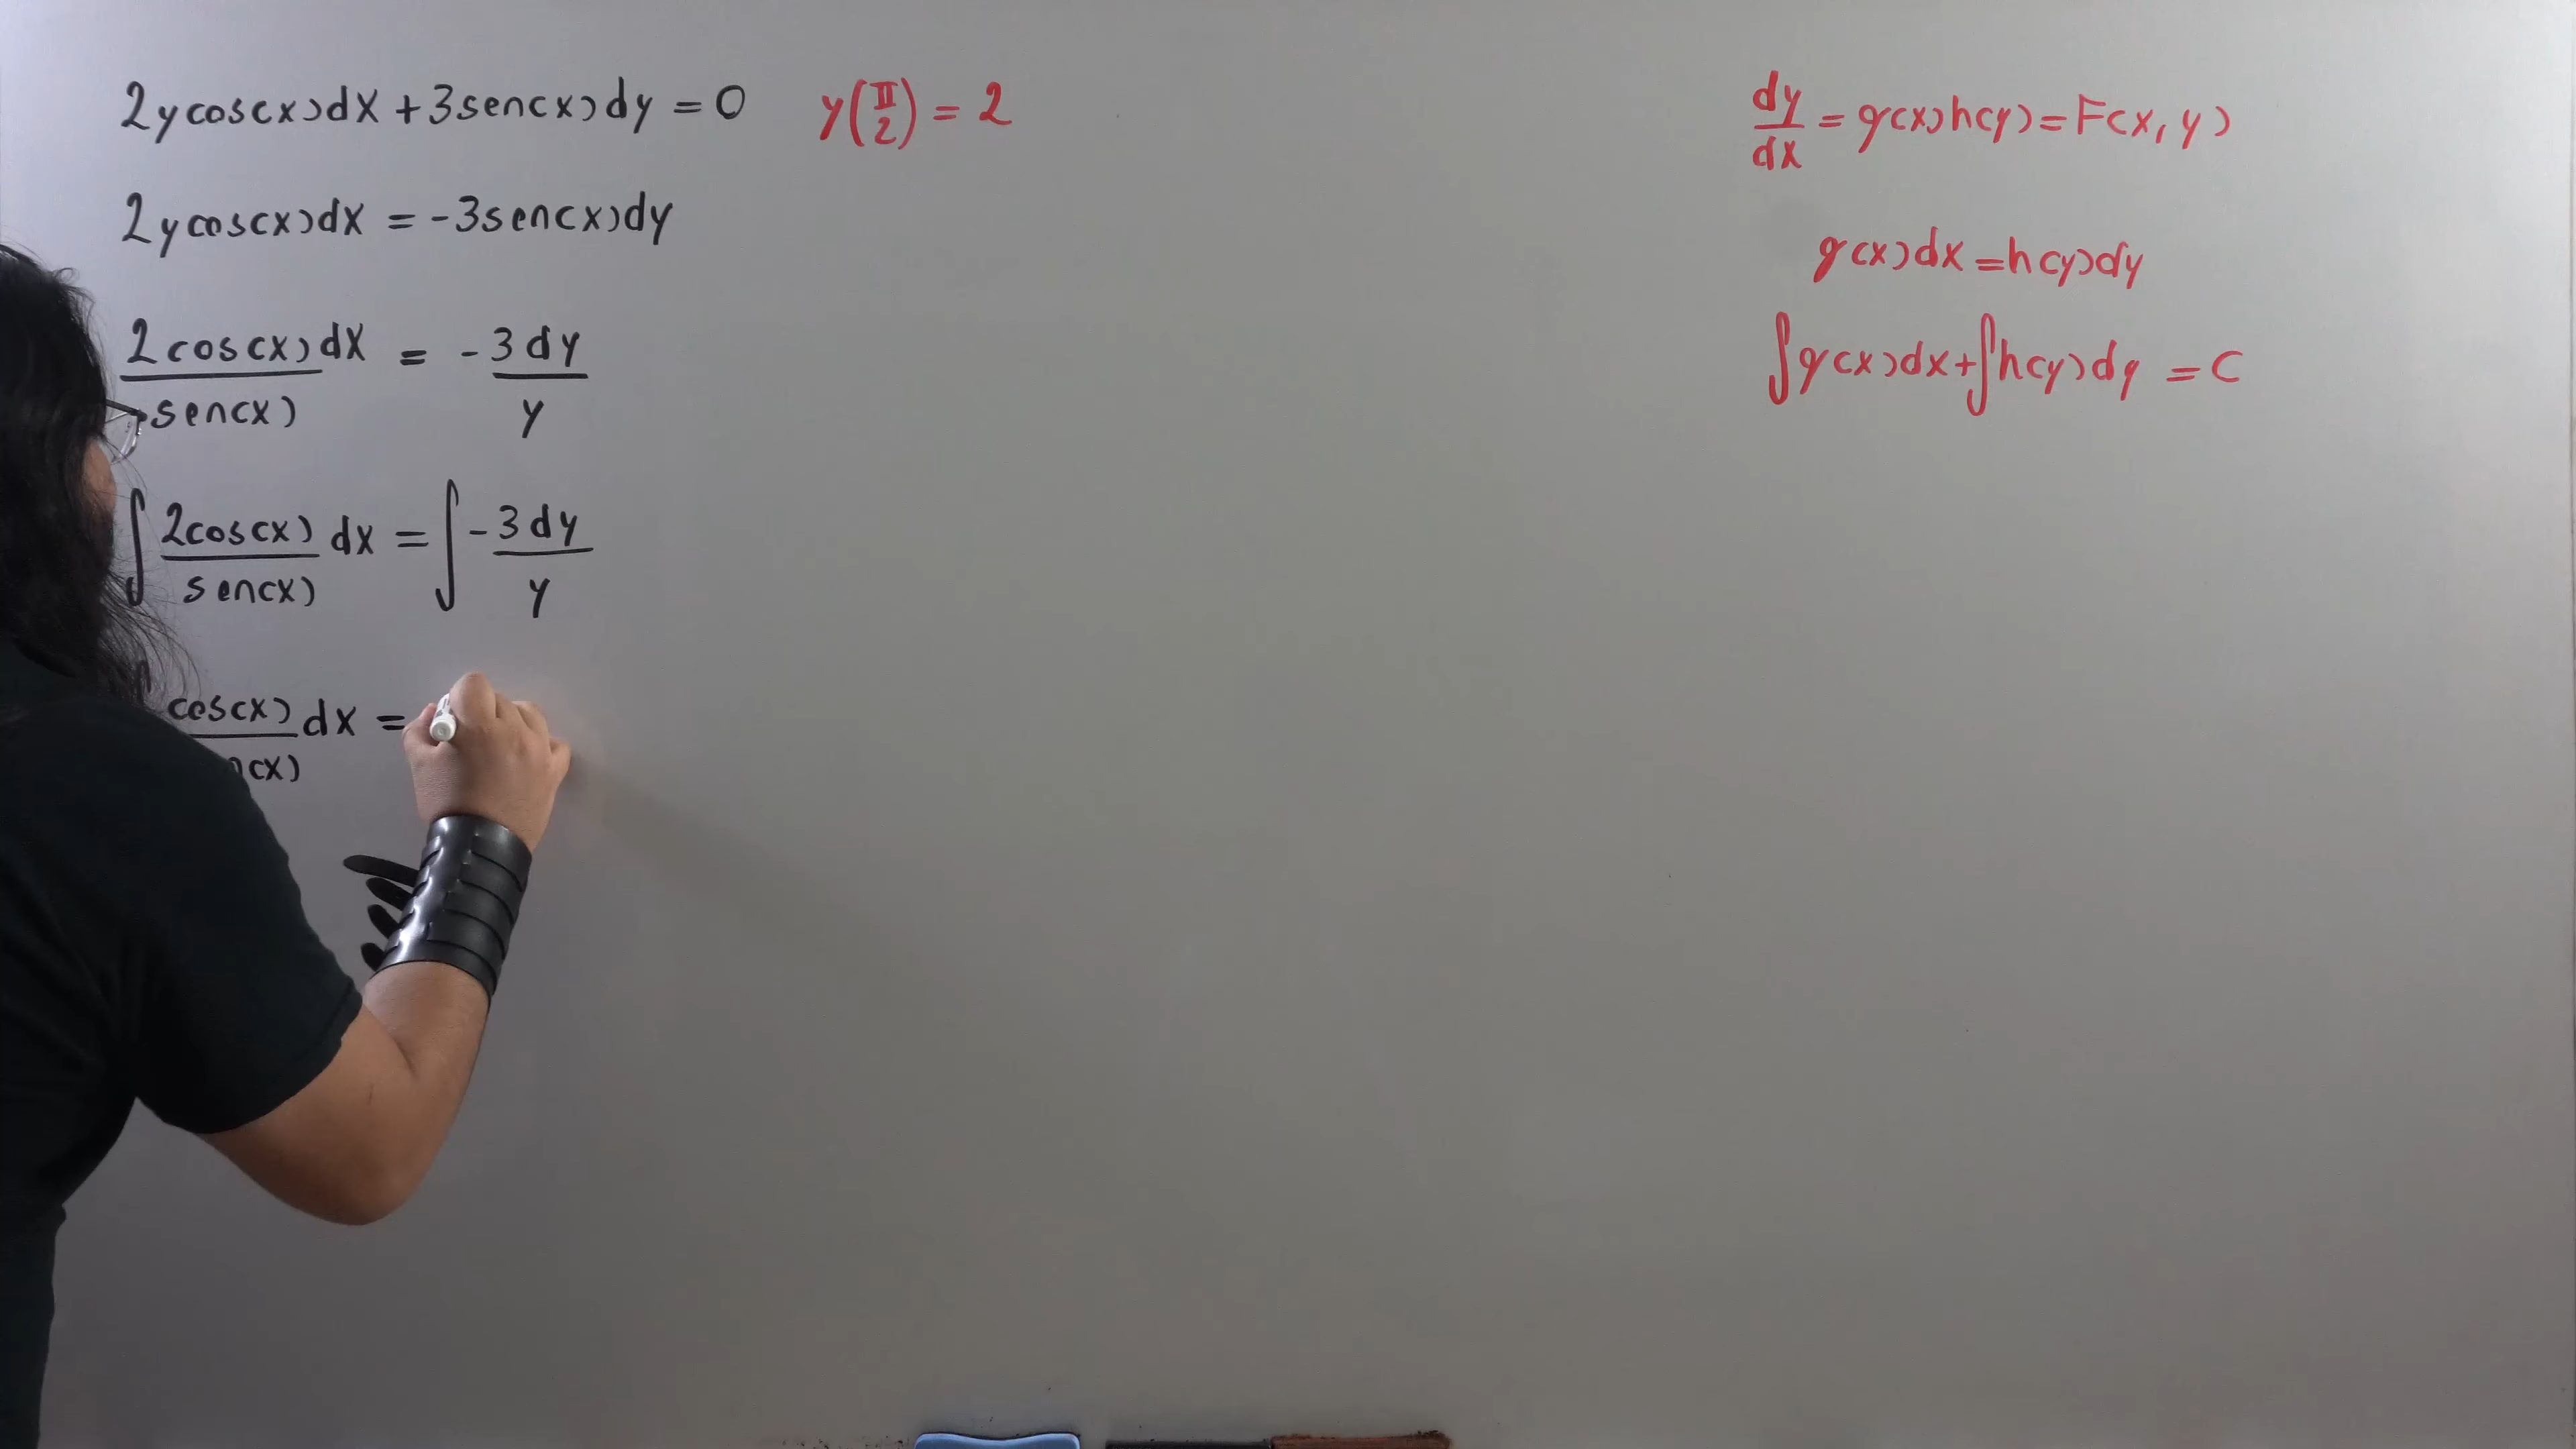 2ycos(x)dx + 3sen(x)dy = 0 y(π/2) = 2
2ycos(x)dx = -3sen(x)dy
2cos(x)dx/sen(x) = -3dy/y
∫ 2cos(x)/sen(x) dx = ∫ -3dy/y
cos(x)/(x) dx =
dy/dx = g(x)h(y) = F(x,y)
g(x)dx = h(y)dy
∫g(x)dx + ∫h(y)dy = C